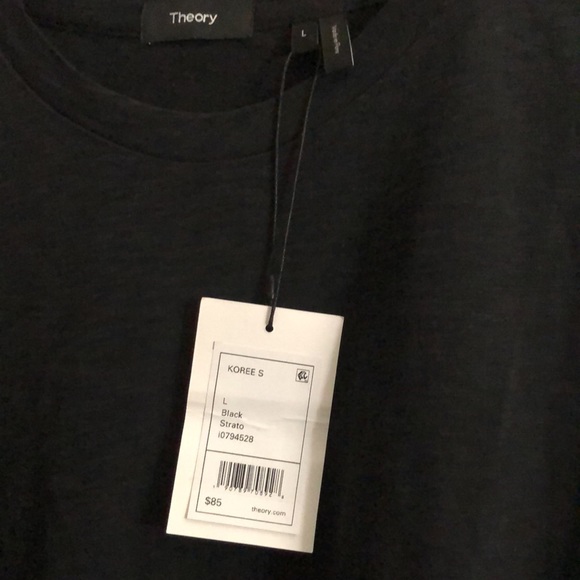 Theory
L
KOREE S
L
Black
Strato
i0794528
$85
theory.com